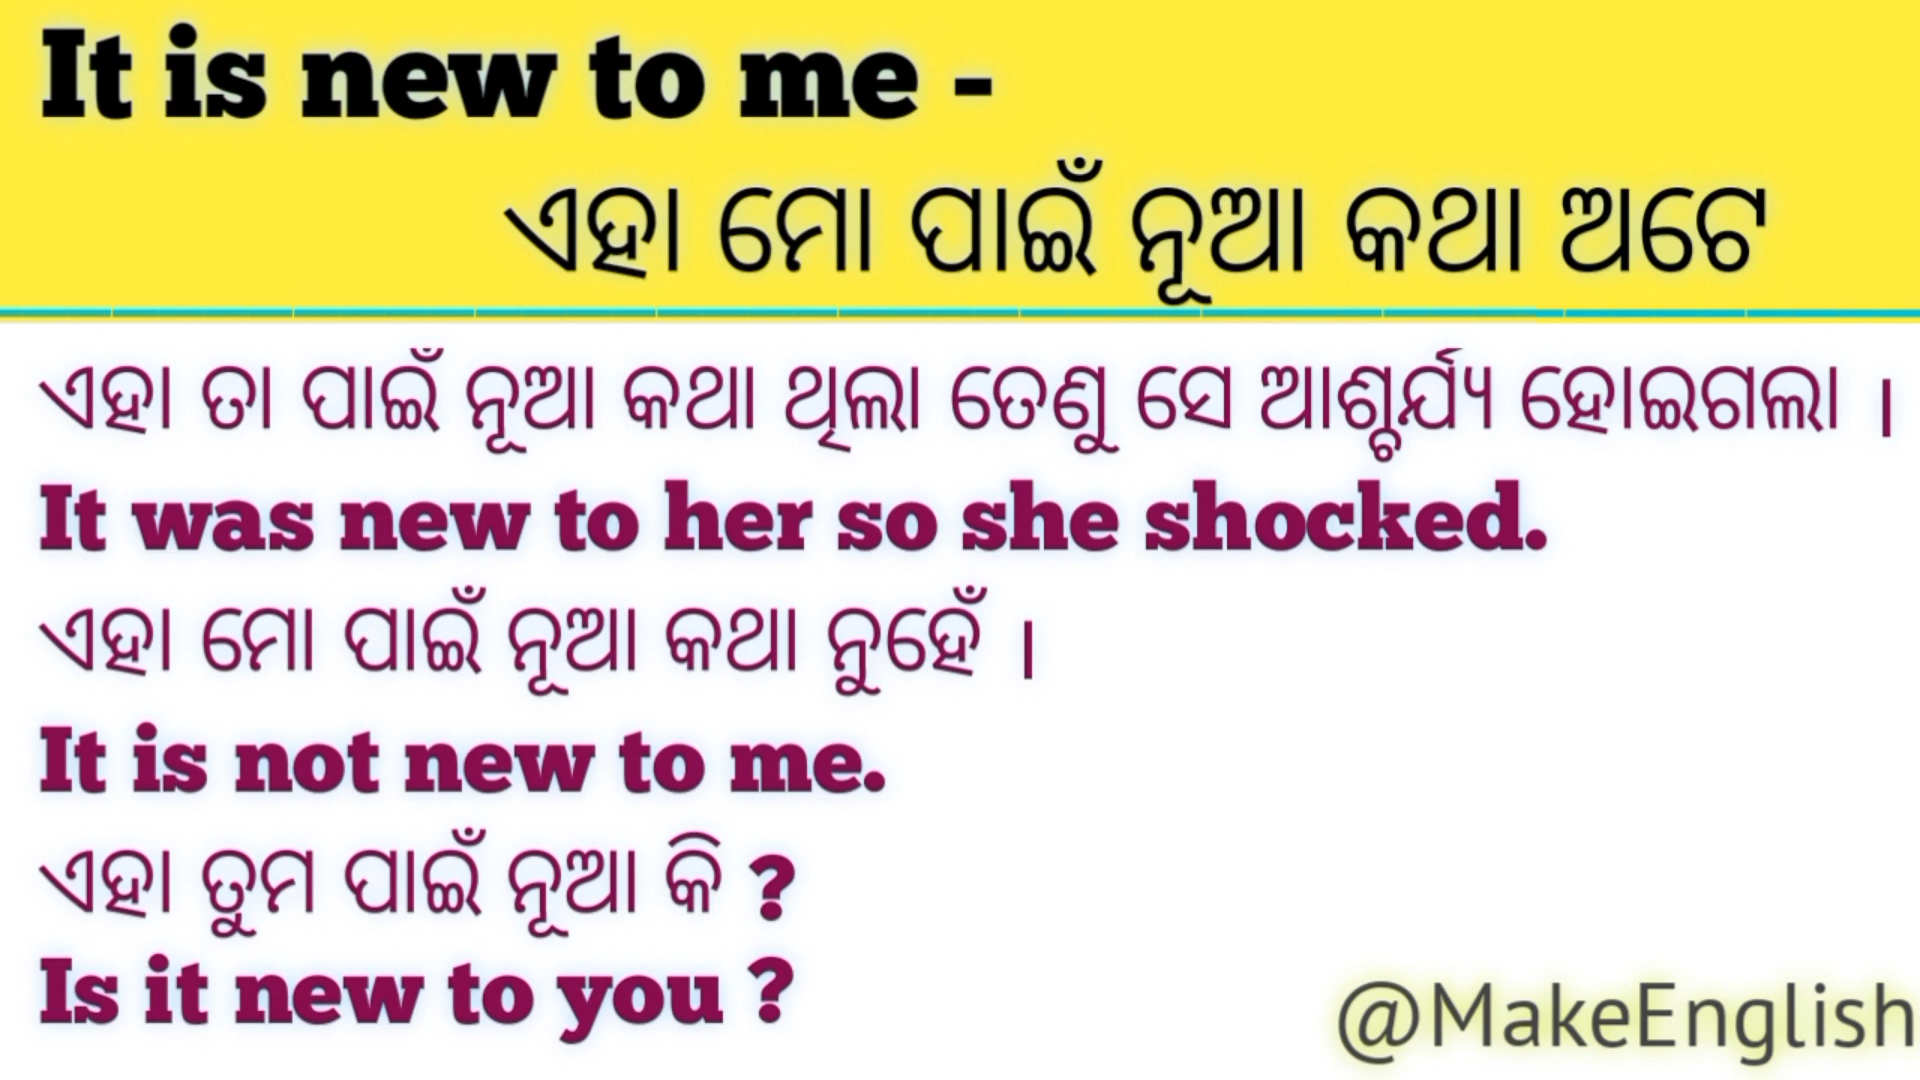 It is new to me -
ଏହା ମୋ ପାଇଁ ନୂଆ କଥା ଅଟେ
ଏହା ତା ପାଇଁ ନୂଆ କଥା ଥିଲା ତେଣୁ ସେ ଆଶ୍ଚର୍ଯ୍ୟ ହୋଇଗଲା ।
It was new to her so she shocked.
ଏହା ମୋ ପାଇଁ ନୂଆ କଥା ନୁହେଁ ।
It is not new to me.
ଏହା ତୁମ ପାଇଁ ନୂଆ କି ?
Is it new to you ?
@MakeEnglish